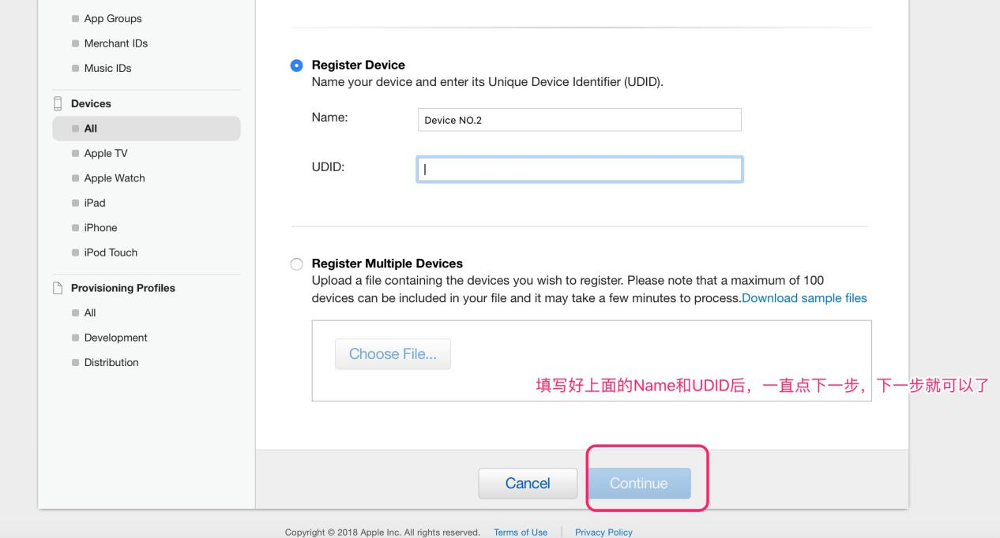 App Groups
Merchant IDs
Music IDs
Devices
All
Apple TV
Apple Watch
iPad
iPhone
iPod Touch
Provisioning Profiles
All
Development
Distribution
Register Device
Name your device and enter its Unique Device Identifier (UDID).
Name:
Device NO.2
UDID:
Register Multiple Devices
Upload a file containing the devices you wish to register. Please note that a maximum of 100
devices can be included in your file and it may take a few minutes to process.Download sample files
Choose File...
填写好上面的Name和UDID后，一直点下一步，下一步就可以了
Cancel
Continue
Copyright © 2018 Apple Inc. All rights reserved. Terms of Use Privacy Policy